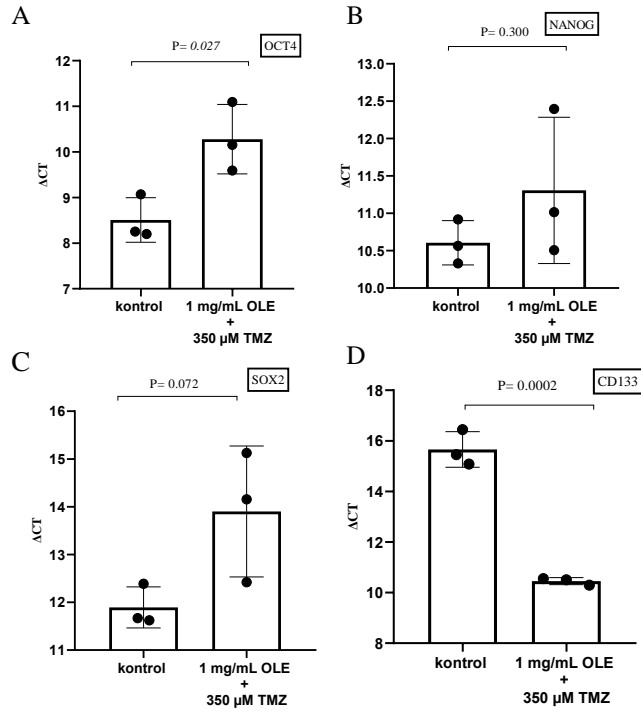 A
P= 0.027
OCT4
12
11
10
9
8
7
ΔCT
kontrol
1 mg/mL OLE
+
350 µM TMZ
B
NANOG
P= 0.300
13.0
12.5
12.0
11.5
11.0
10.5
10.0
ΔCT
kontrol
1 mg/mL OLE
+
350 µM TMZ
C
P= 0.072
SOX2
16
15
14
13
12
11
ΔCT
kontrol
1 mg/mL OLE
+
350 µM TMZ
D
P= 0.0002
CD133
18
16
14
12
10
8
ΔCT
kontrol
1 mg/mL OLE
+
350 µM TMZ